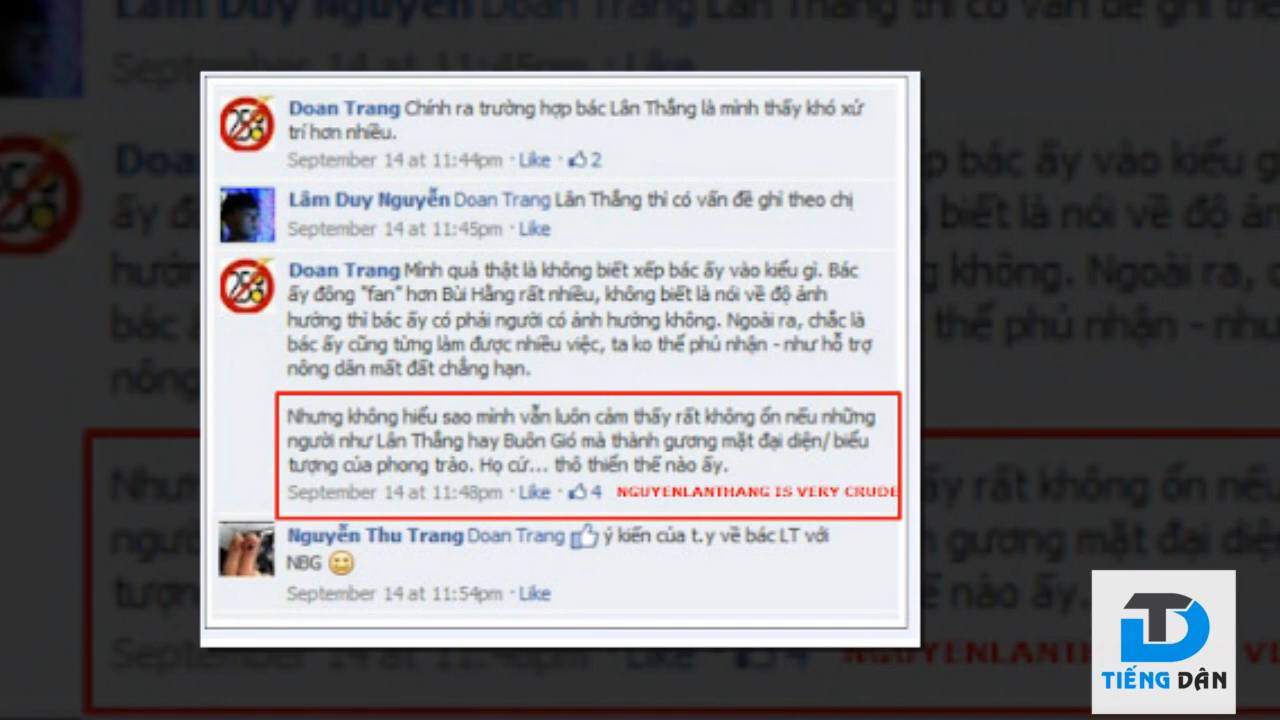 Doan Trang Chính ra trường hợp bác Lân Thắng là mình thấy khó xử
trí hơn nhiều.
September 14 at 11:44pm · Like · 2
Lâm Duy Nguyễn Doan Trang Lân Thắng thì có vấn đề ghi theo chị
September 14 at 11:45pm · Like
Doan Trang Mình quả thật là không biết xếp bác ấy vào kiểu gì. Bác
ấy đông "fan" hơn Bùi Hằng rất nhiều, không biết là nói về độ ảnh
hưởng thì bác ấy có phải người có ảnh hưởng không. Ngoài ra, chắc là
bác ấy cũng từng làm được nhiều việc, ta ko thể phủ nhận - như hỗ trợ
nông dân mất đất chẳng hạn.
Nhưng không hiểu sao mình vẫn luôn cảm thấy rất không ổn nếu những
người như Lân Thắng hay Buôn Gió mà thành gương mặt đại diện/ biểu
tượng của phong trào. Họ cứ... thô thiển thế nào ấy.
September 14 at 11:48pm · Like · 4 NGUYENLANTHANG IS VERY CRUDE
Nguyễn Thu Trang Doan Trang ý kiến của t.y về bác LT với
NBG
September 14 at 11:54pm · Like
TIẾNG DÂN